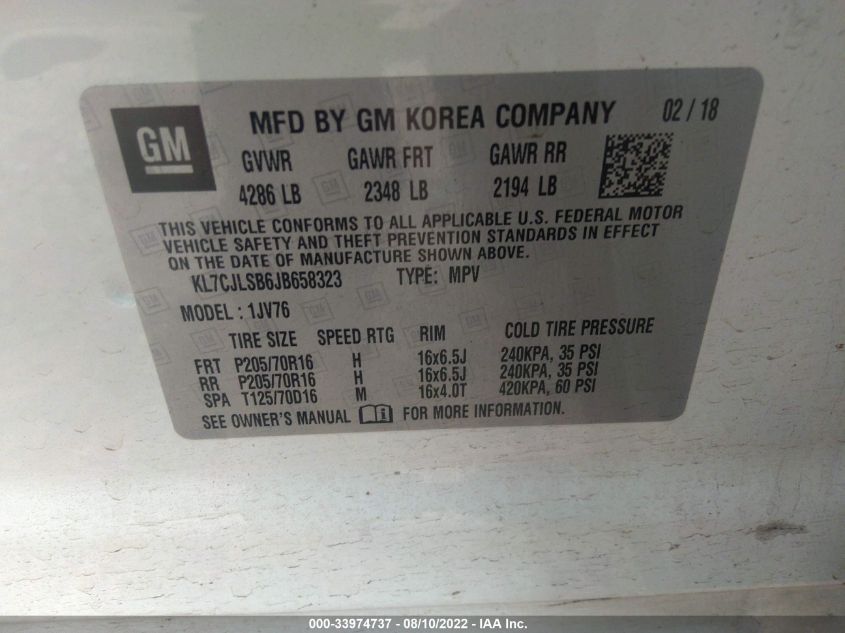 GM
MFD BY GM KOREA COMPANY 02 / 18
GVWR GAWR FRT GAWR RR
4286 LB 2348 LB 2194 LB
THIS VEHICLE CONFORMS TO ALL APPLICABLE U.S. FEDERAL MOTOR
VEHICLE SAFETY AND THEFT PREVENTION STANDARDS IN EFFECT
ON THE DATE OF MANUFACTURE SHOWN ABOVE.
KL7CJLSB6JB658323 TYPE: MPV
MODEL : 1JV76
TIRE SIZE SPEED RTG RIM COLD TIRE PRESSURE
FRT P205/70R16 H 16x6.5J 240KPA, 35 PSI
RR P205/70R16 H 16x6.5J 240KPA, 35 PSI
SPA T125/70D16 M 16x4.0T 420KPA, 60 PSI
SEE OWNER'S MANUAL i FOR MORE INFORMATION.
000-33974737 - 08/10/2022 - IAA Inc.